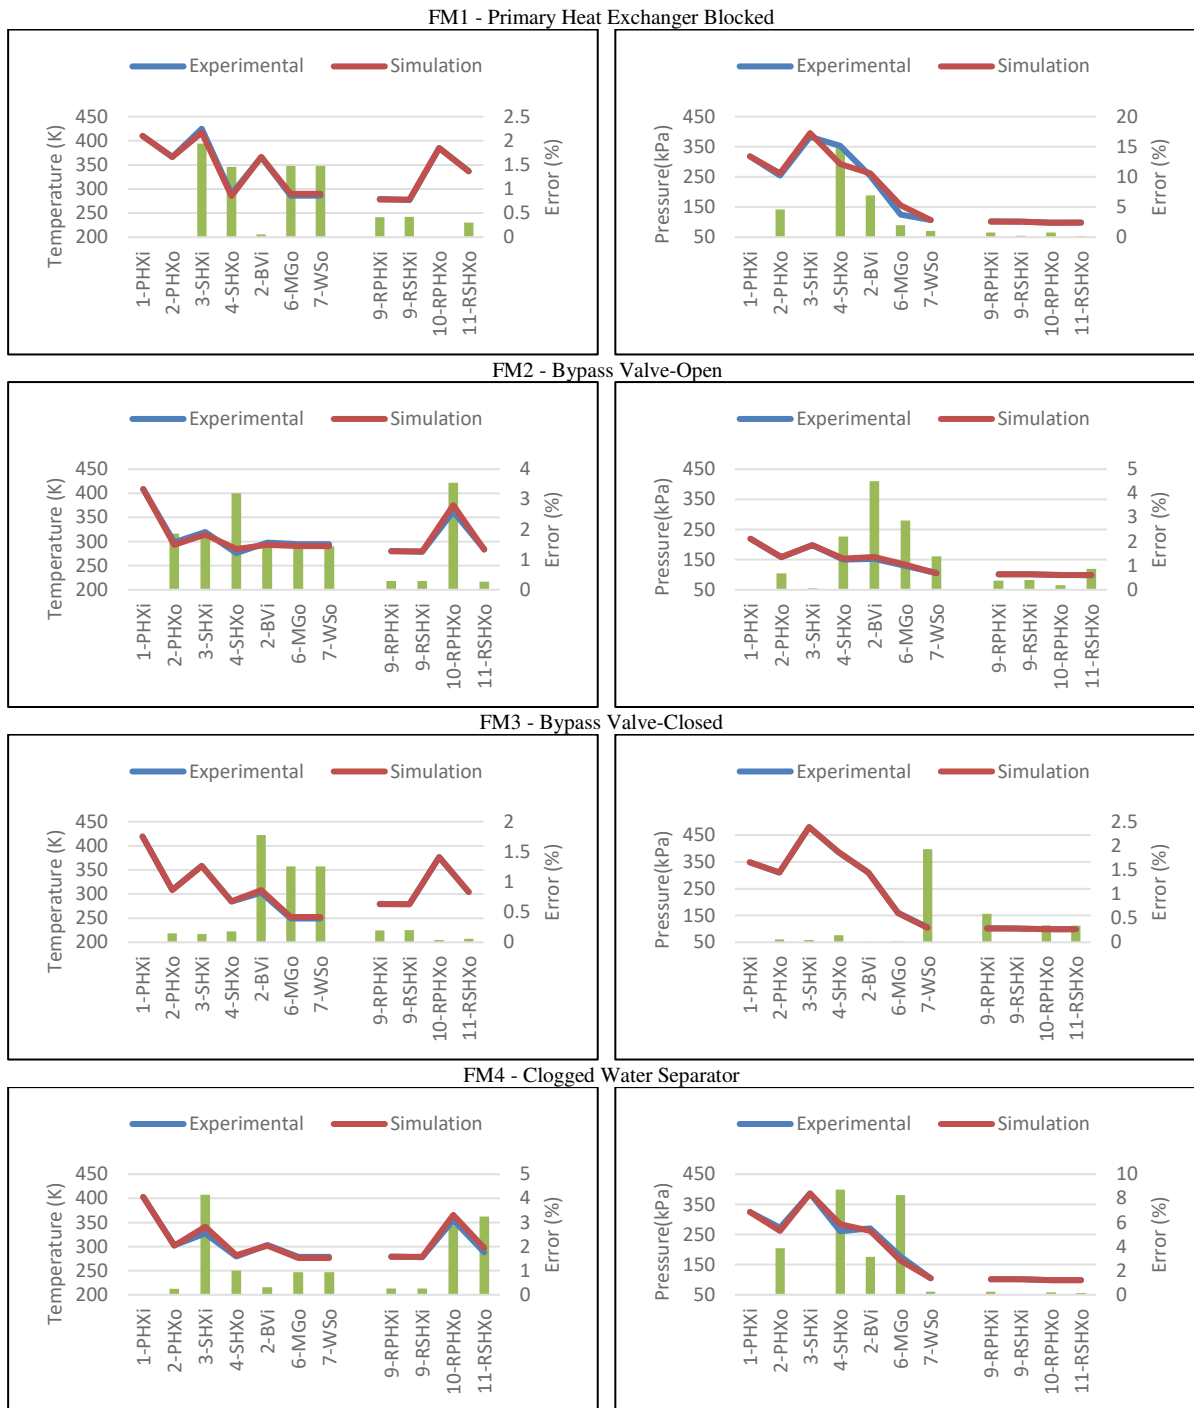 FM1 - Primary Heat Exchanger Blocked
Experimental Simulation
Temperature (K)
450
400
350
300
250
200
2.5
2
1.5
1
0.5
0
Error (%)
1-PHXi
2-PHXo
3-SHXi
4-SHXo
2-BVi
6-MGo
7-WSo
9-RPHXi
9-RSHXi
10-RPHXo
11-RSHXo
Experimental Simulation
Pressure(kPa)
450
350
250
150
50
20
15
10
5
0
Error (%)
1-PHXi
2-PHXo
3-SHXi
4-SHXo
2-BVi
6-MGo
7-WSo
9-RPHXi
9-RSHXi
10-RPHXo
11-RSHXo
FM2 - Bypass Valve-Open
Experimental Simulation
Temperature (K)
450
400
350
300
250
200
4
3
2
1
0
Error (%)
1-PHXi
2-PHXo
3-SHXi
4-SHXo
2-BVi
6-MGo
7-WSo
9-RPHXi
9-RSHXi
10-RPHXo
11-RSHXo
Experimental Simulation
Pressure(kPa)
450
350
250
150
50
5
4
3
2
1
0
Error (%)
1-PHXi
2-PHXo
3-SHXi
4-SHXo
2-BVi
6-MGo
7-WSo
9-RPHXi
9-RSHXi
10-RPHXo
11-RSHXo
FM3 - Bypass Valve-Closed
Experimental Simulation
Temperature (K)
450
400
350
300
250
200
2
1.5
1
0.5
0
Error (%)
1-PHXi
2-PHXo
3-SHXi
4-SHXo
2-BVi
6-MGo
7-WSo
9-RPHXi
9-RSHXi
10-RPHXo
11-RSHXo
Experimental Simulation
Pressure(kPa)
450
350
250
150
50
2.5
2
1.5
1
0.5
0
Error (%)
1-PHXi
2-PHXo
3-SHXi
4-SHXo
2-BVi
6-MGo
7-WSo
9-RPHXi
9-RSHXi
10-RPHXo
11-RSHXo
FM4 - Clogged Water Separator
Experimental Simulation
Temperature (K)
450
400
350
300
250
200
5
4
3
2
1
0
Error (%)
1-PHXi
2-PHXo
3-SHXi
4-SHXo
2-BVi
6-MGo
7-WSo
9-RPHXi
9-RSHXi
10-RPHXo
11-RSHXo
Experimental Simulation
Pressure(kPa)
450
350
250
150
50
10
8
6
4
2
0
Error (%)
1-PHXi
2-PHXo
3-SHXi
4-SHXo
2-BVi
6-MGo
7-WSo
9-RPHXi
9-RSHXi
10-RPHXo
11-RSHXo